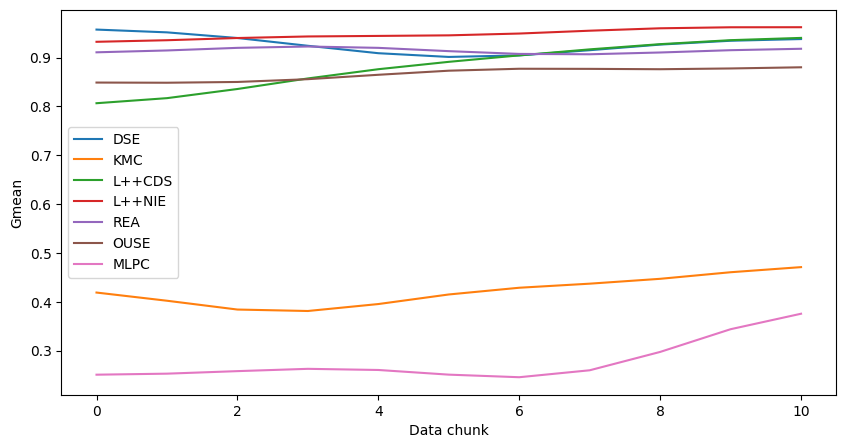 0.9
0.8
0.7
0.6
0.5
0.4
0.3
Gmean
DSE
KMC
L++CDS
L++NIE
REA
OUSE
MLPC
0 2 4 6 8 10
Data chunk